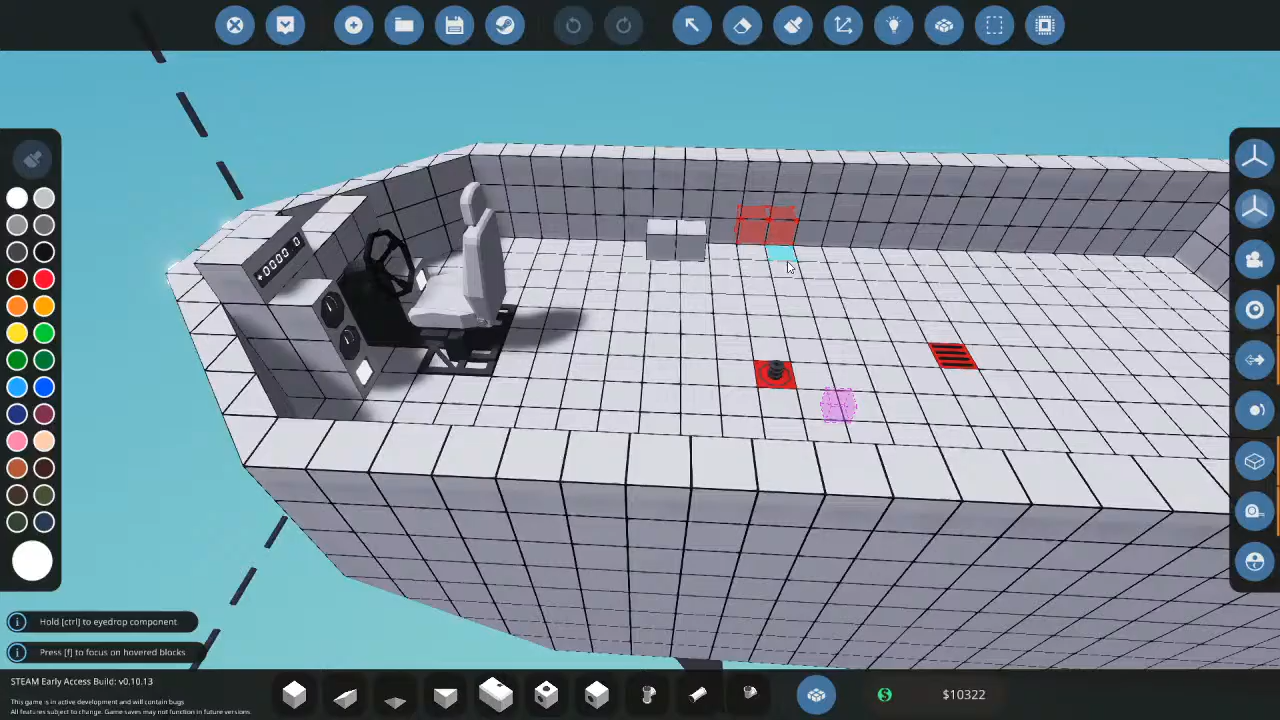 +0000 0
Hold [ctrl] to eyedrop component
Press [f] to focus on hovered blocks
STEAM Early Access Build: v0.10.13
This game is in active development and will contain bugs
All features subject to change. Game saves may not function in future versions.
$
$10322